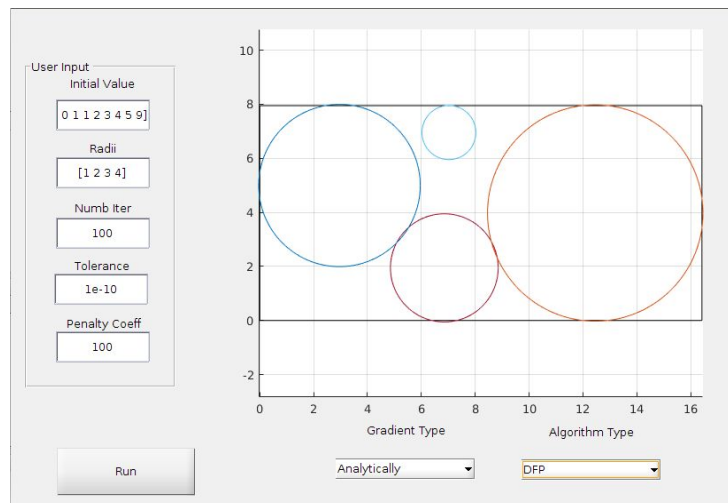 User Input
Initial Value
0 1 1 2 3 4 5 9]
Radii
[1 2 3 4]
Numb Iter
100
Tolerance
1e-10
Penalty Coeff
100
Run
10
8
6
4
2
0
-2
0 2 4 6 8 10 12 14 16
Gradient Type
Algorithm Type
Analytically
DFP